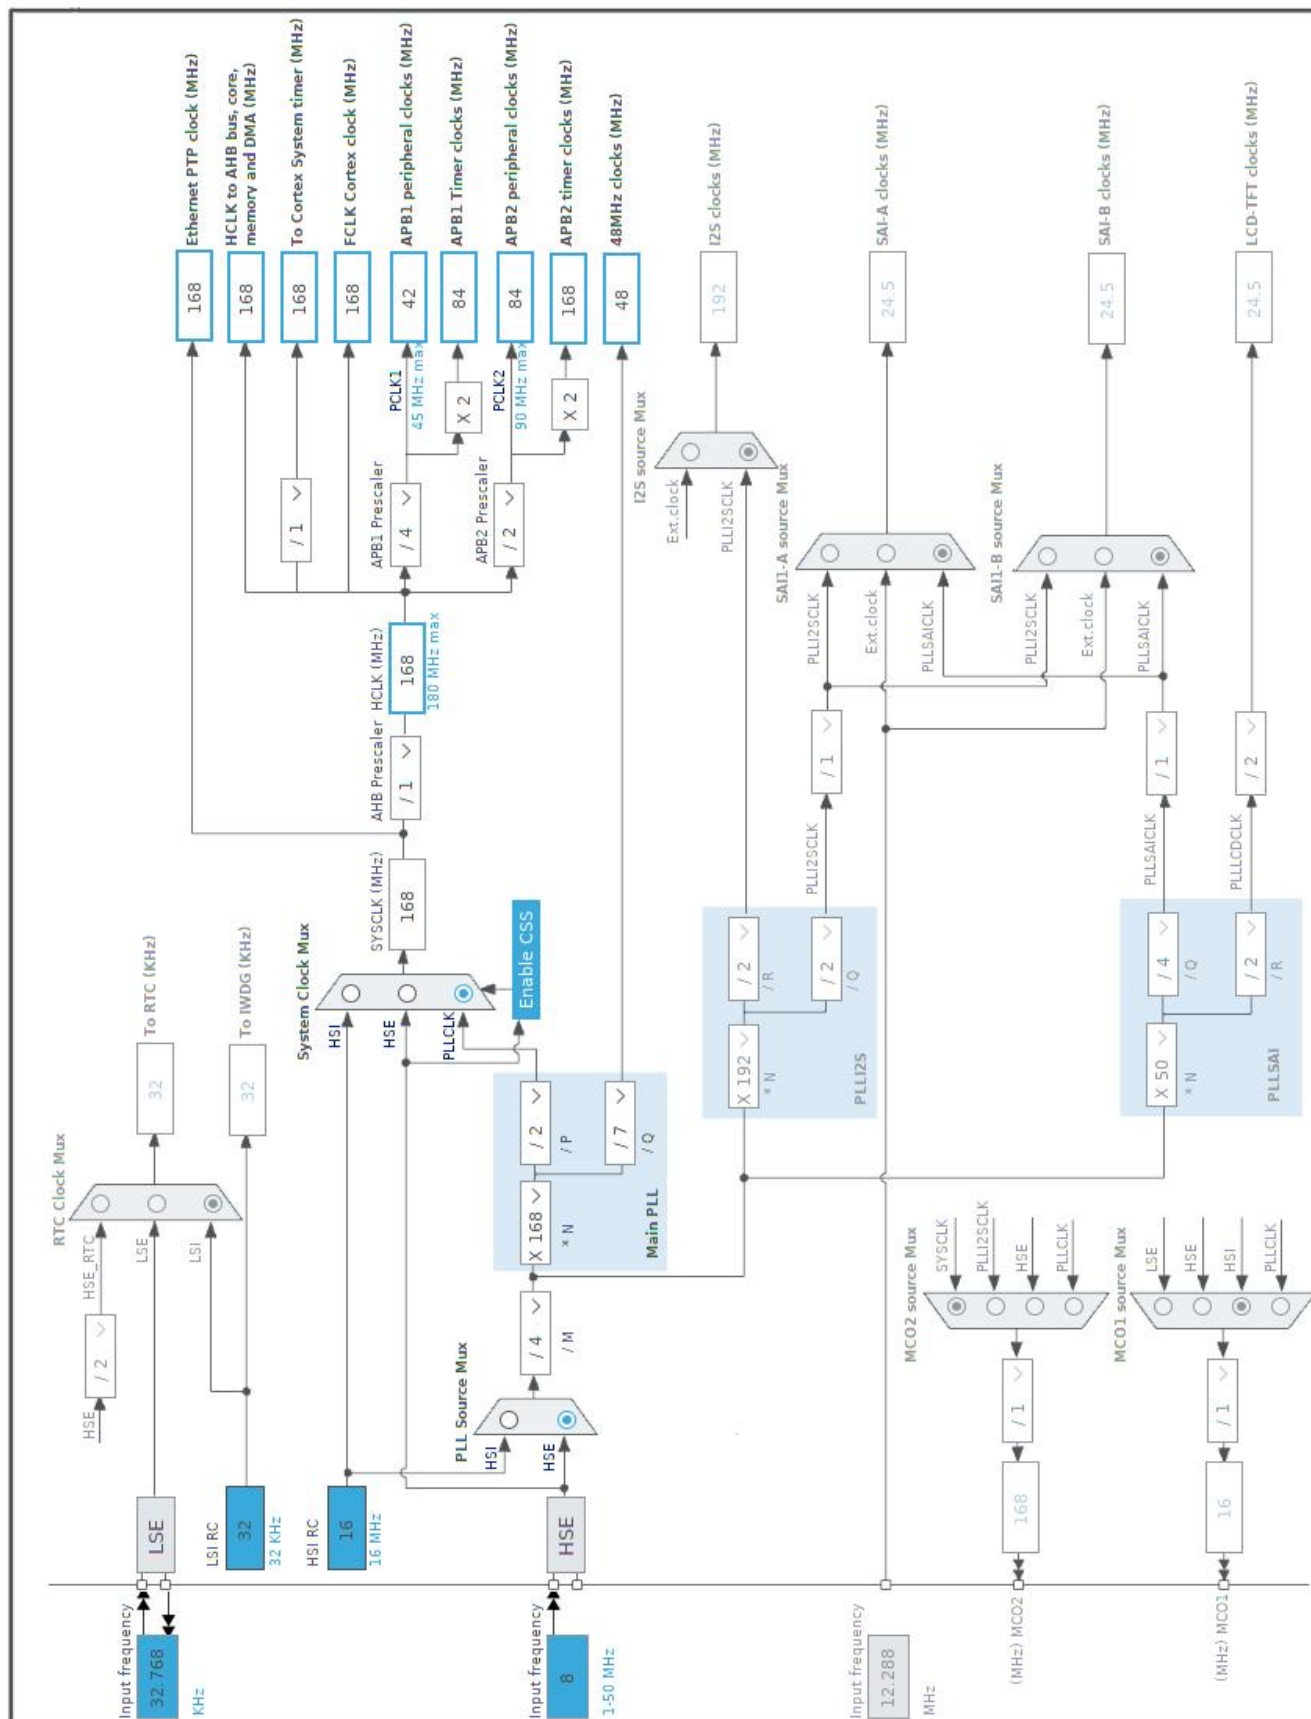 Input frequency
32.768
KHz
LSE
LSI RC
32
32 KHz
HSE
/ 2
HSE_RTC
LSE
LSI
RTC Clock Mux
32
To RTC (KHz)
32
To IWDG (KHz)
HSI RC
16
16 MHz
Input frequency
8
1-50 MHz
HSE
PLL Source Mux
HSI
HSE
/ 4
/ M
X 168
* N
/ 2
/ P
/ 7
/ Q
Main PLL
System Clock Mux
HSI
HSE
PLLCLK
Enable CSS
SYSCLK (MHz)
168
AHB Prescaler
/ 1
HCLK (MHz)
168
180 MHz max
/ 1
APB1 Prescaler
/ 4
PCLK1
45 MHz max
X 2
APB2 Prescaler
/ 2
PCLK2
90 MHz max
X 2
168
Ethernet PTP clock (MHz)
168
HCLK to AHB bus, core,
memory and DMA (MHz)
168
To Cortex System timer (MHz)
168
FCLK Cortex clock (MHz)
42
APB1 peripheral clocks (MHz)
84
APB1 Timer clocks (MHz)
84
APB2 peripheral clocks (MHz)
168
APB2 timer clocks (MHz)
48
48MHz clocks (MHz)
X 192
* N
/ 2
/ R
/ 2
/ Q
PLLI2S
PLLI2SCLK
/ 1
I2S source Mux
Ext.clock
PLLI2SCLK
192
I2S clocks (MHz)
SAI1-A source Mux
PLLI2SCLK
Ext.clock
PLLSAICLK
24.5
SAI-A clocks (MHz)
SAI1-B source Mux
PLLI2SCLK
Ext.clock
PLLSAICLK
24.5
SAI-B clocks (MHz)
X 50
* N
/ 4
/ Q
/ 2
/ R
PLLSAI
PLLSAICLK
/ 1
PLLLCDCLK
/ 2
24.5
LCD-TFT clocks (MHz)
12.288
MHz
MCO2 source Mux
SYSCLK
PLLI2SCLK
HSE
PLLCLK
/ 1
168
(MHz) MCO2
MCO1 source Mux
LSE
HSE
HSI
PLLCLK
/ 1
16
(MHz) MCO1
Input frequency